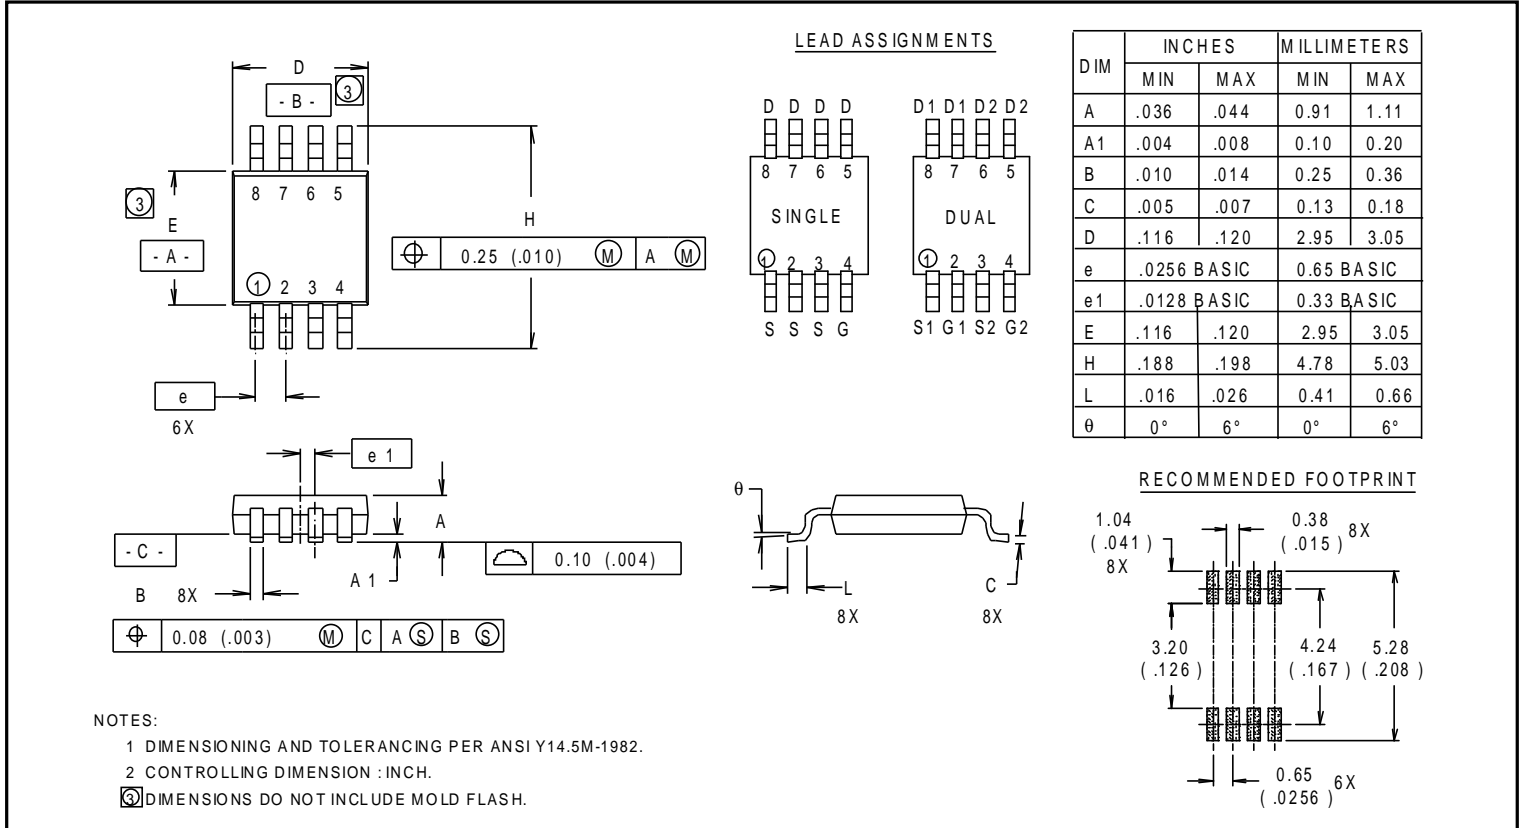 LEAD ASSIGNMENTS
D
- B -
3
8 7 6 5
3
E
- A -
H
1 2 3 4
0.25 (.010) M A M
e
6X
D D D D
8 7 6 5
SINGLE
1 2 3 4
S S S G
D1 D1 D2 D2
8 7 6 5
DUAL
1 2 3 4
S1 G1 S2 G2
DIM INCHES MILLIMETERS
MIN MAX MIN MAX
A .036 .044 0.91 1.11
A1 .004 .008 0.10 0.20
B .010 .014 0.25 0.36
C .005 .007 0.13 0.18
D .116 .120 2.95 3.05
e .0256 BASIC 0.65 BASIC
e1 .0128 BASIC 0.33 BASIC
E .116 .120 2.95 3.05
H .188 .198 4.78 5.03
L .016 .026 0.41 0.66
θ 0° 6° 0° 6°
e 1
A
- C -
A 1
0.10 (.004)
B 8X
0.08 (.003) M C A S B S
θ
L
8X
C
8X
RECOMMENDED FOOTPRINT
1.04
( .041 )
8X
0.38
( .015 )
8X
3.20
( .126 )
4.24
( .167 )
5.28
( .208 )
0.65
( .0256 )
6X
NOTES:
1 DIMENSIONING AND TOLERANCING PER ANSI Y14.5M-1982.
2 CONTROLLING DIMENSION : INCH.
3 DIMENSIONS DO NOT INCLUDE MOLD FLASH.